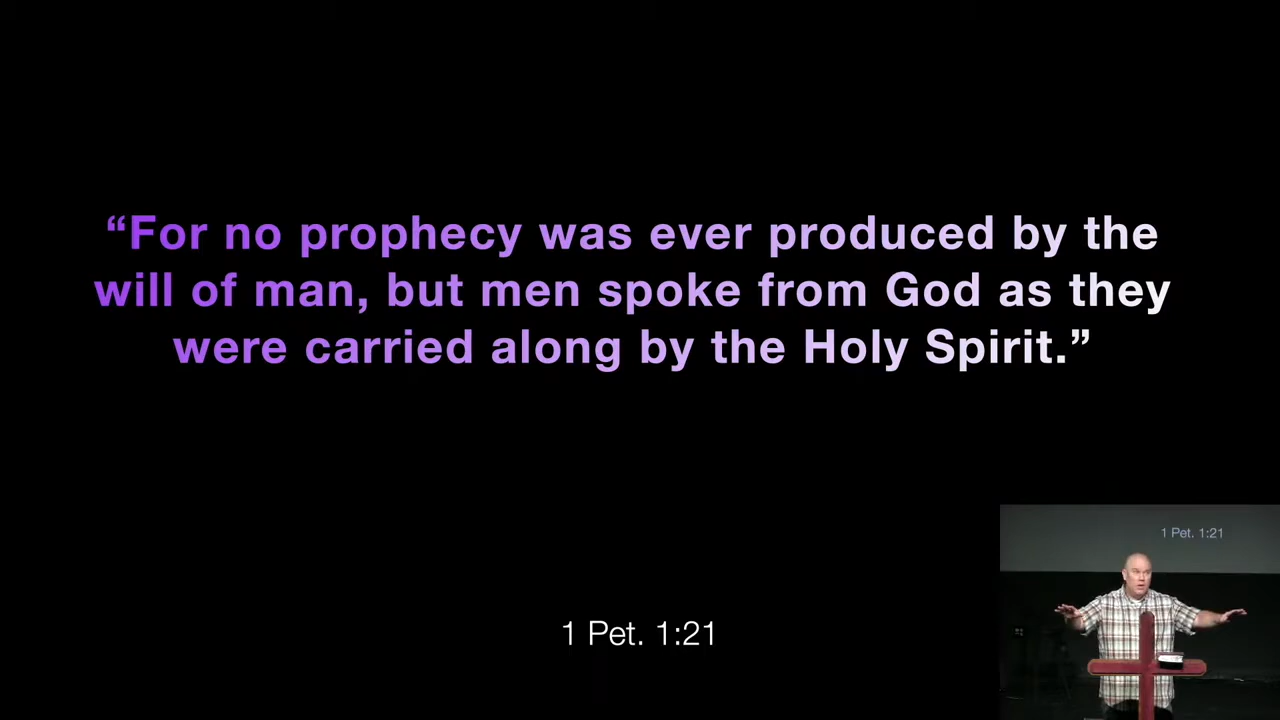 “For no prophecy was ever produced by the
will of man, but men spoke from God as they
were carried along by the Holy Spirit.”
1 Pet. 1:21
1 Pet. 1:21